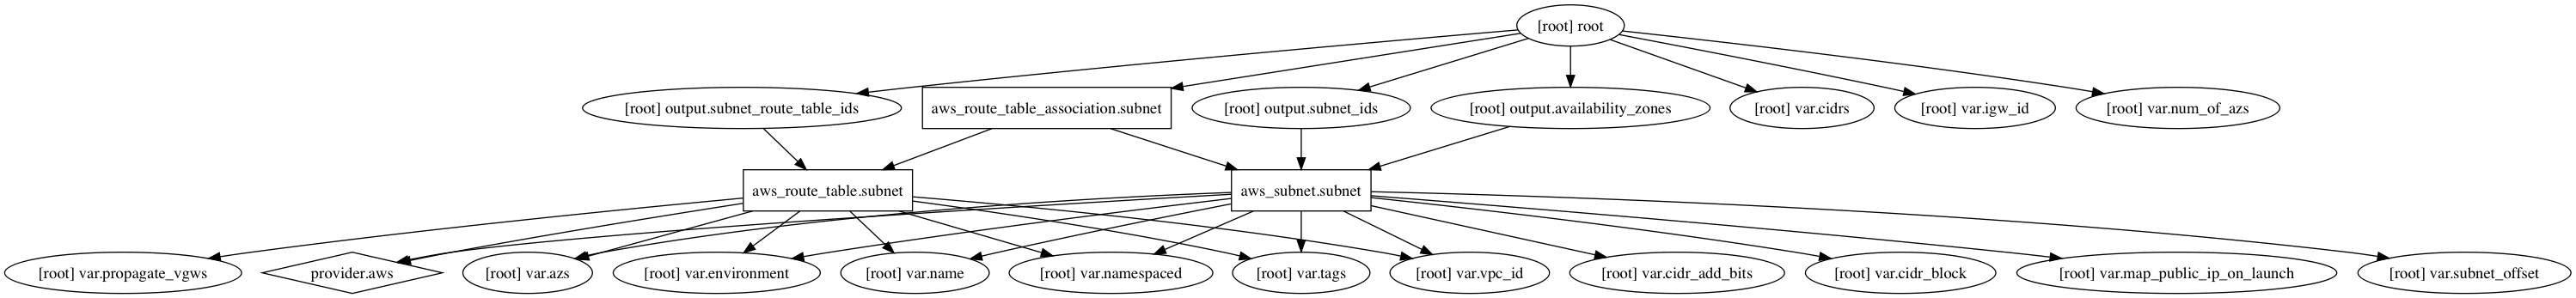 [root] root
[root] output.subnet_route_table_ids
aws_route_table_association.subnet
[root] output.subnet_ids
[root] output.availability_zones
[root] var.cidrs
[root] var.igw_id
[root] var.num_of_azs
aws_route_table.subnet
aws_subnet.subnet
[root] var.propagate_vgws
provider.aws
[root] var.azs
[root] var.environment
[root] var.name
[root] var.namespaced
[root] var.tags
[root] var.vpc_id
[root] var.cidr_add_bits
[root] var.cidr_block
[root] var.map_public_ip_on_launch
[root] var.subnet_offset